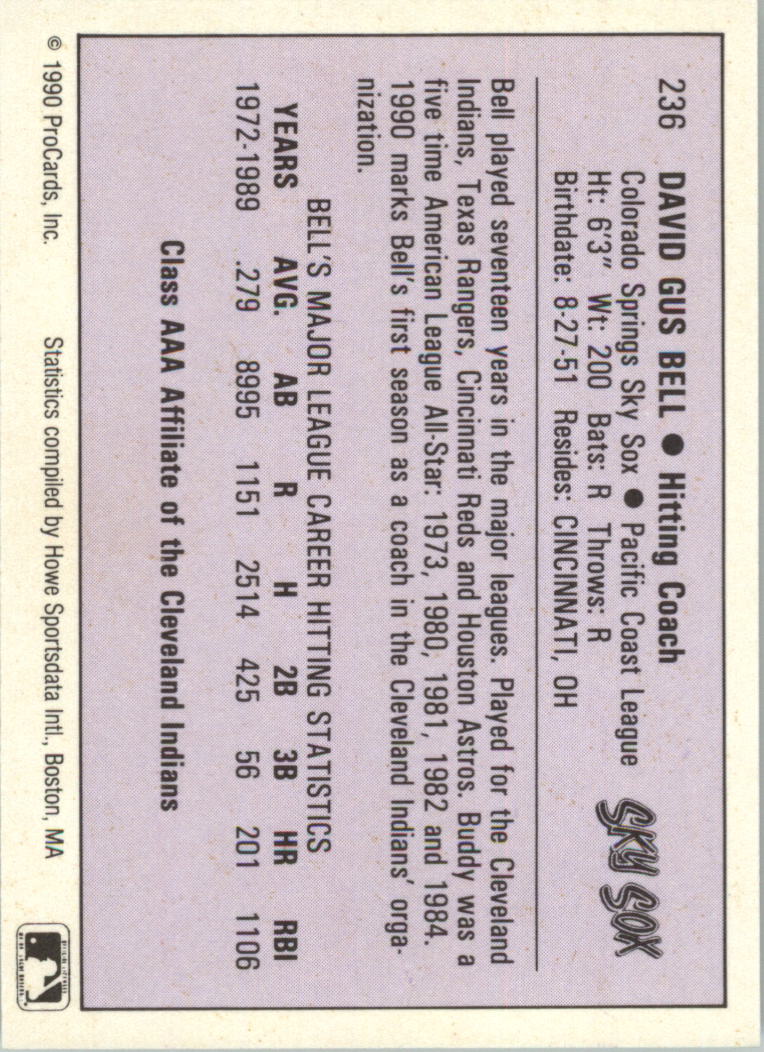 236 DAVID GUS BELL ● Hitting Coach
Colorado Springs Sky Sox ● Pacific Coast League
Ht: 6'3" Wt: 200 Bats: R Throws: R
Birthdate: 8-27-51 Resides: CINCINNATI, OH
SKY SOX
Bell played seventeen years in the major leagues. Played for the Cleveland
Indians, Texas Rangers, Cincinnati Reds and Houston Astros. Buddy was a
five time American League All-Star: 1973, 1980, 1981, 1982 and 1984.
1990 marks Bell's first season as a coach in the Cleveland Indians' orga-
nization.
BELL'S MAJOR LEAGUE CAREER HITTING STATISTICS
YEARS AVG. AB R H 2B 3B HR RBI
1972-1989 .279 8995 1151 2514 425 56 201 1106
Class AAA Affiliate of the Cleveland Indians
© 1990 ProCards, Inc. Statistics compiled by Howe Sportsdata Intl., Boston, MA